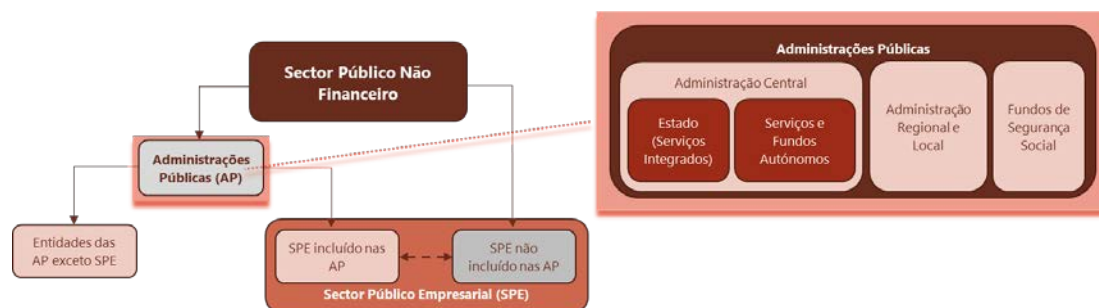 Sector Público Não
Financeiro
Administrações
Públicas (AP)
Entidades das
AP exceto SPE
SPE incluído nas
AP
SPE não
incluído nas AP
Sector Público Empresarial (SPE)
Administrações Públicas
Administração Central
Estado
(Serviços
Integrados)
Serviços e
Fundos
Autónomos
Administração
Regional e
Local
Fundos de
Segurança
Social